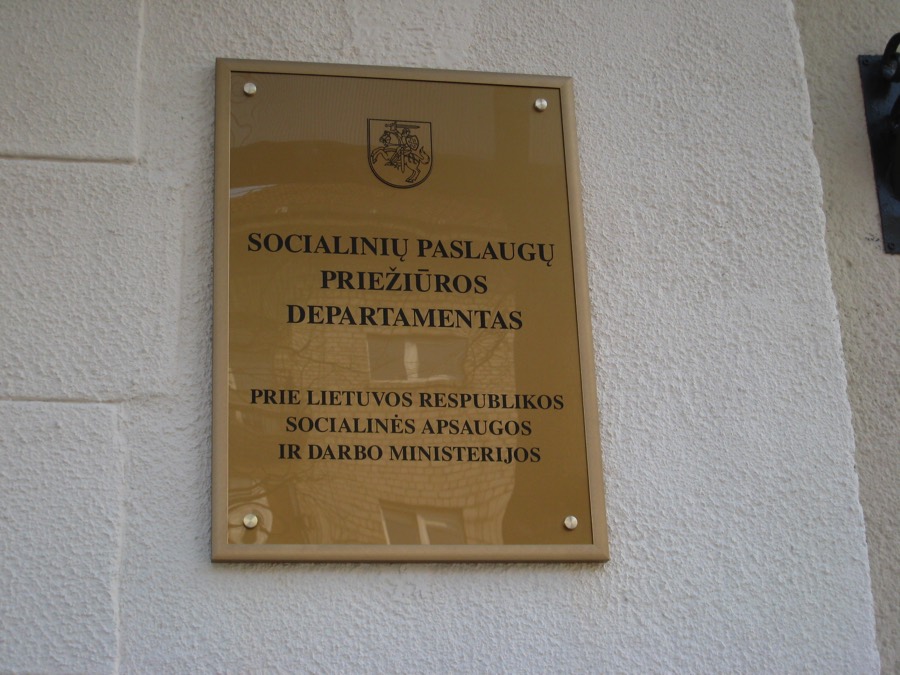 SOCIALINIŲ PASLAUGŲ
PRIEŽIŪROS
DEPARTAMENTAS
PRIE LIETUVOS RESPUBLIKOS
SOCIALINĖS APSAUGOS
IR DARBO MINISTERIJOS